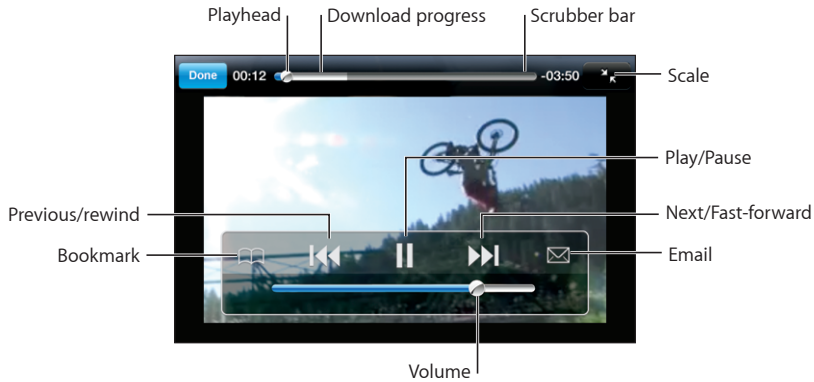 Playhead
Download progress
Scrubber bar
Done
00:12
-03:50
Scale
Play/Pause
Previous/rewind
Next/Fast-forward
Bookmark
Email
Volume